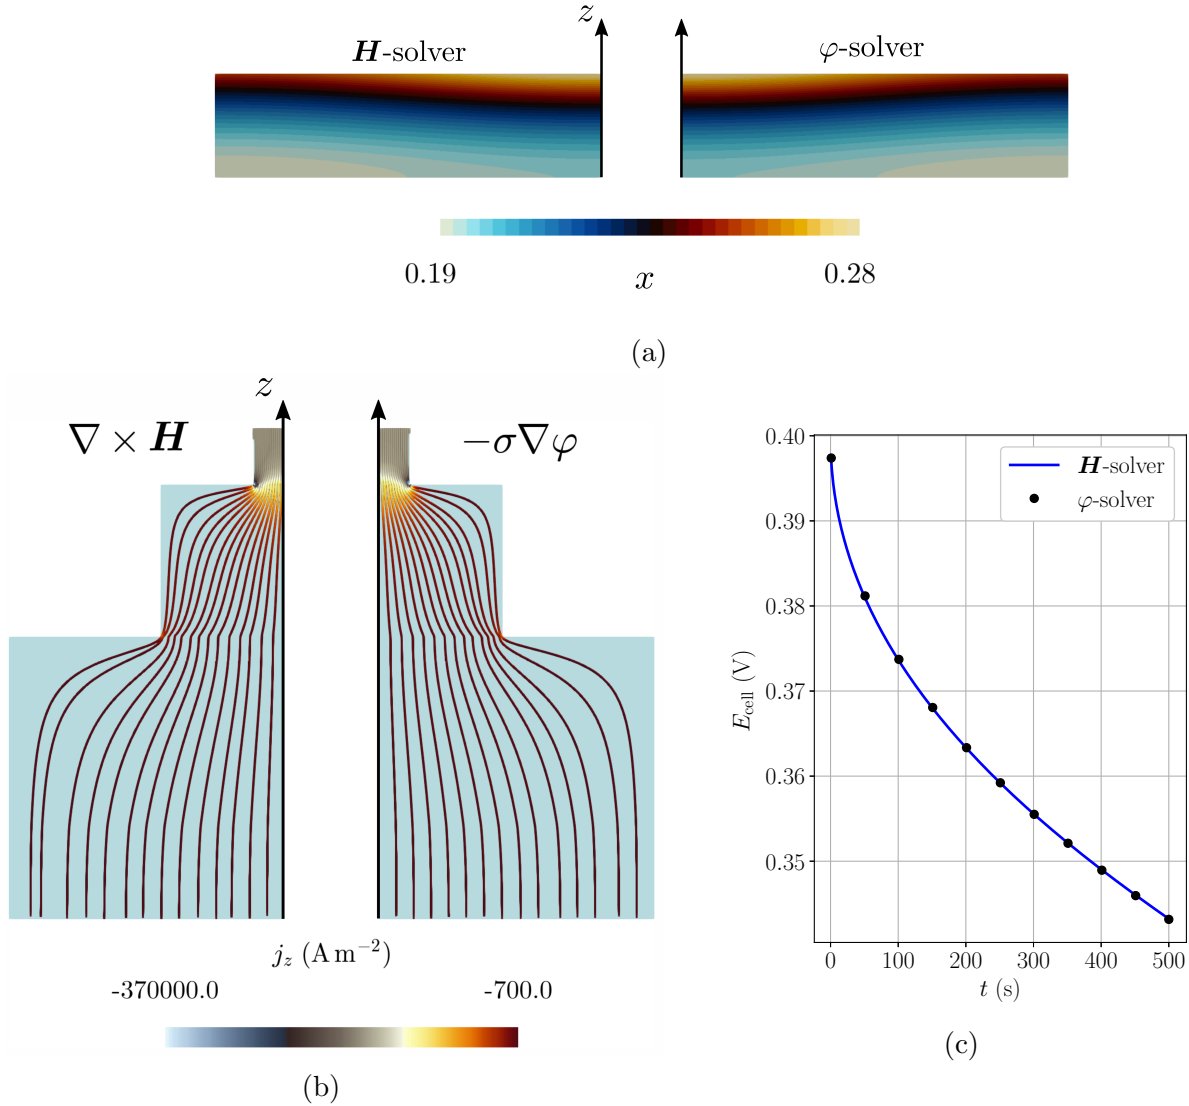 z
H-solver
φ-solver
0.19
0.28
x
(a)
z
∇ × H
−σ∇φ
j_z (A m⁻²)
-370000.0
-700.0
(b)
0.40
0.39
0.38
0.37
0.36
0.35
E_cell (V)
H-solver
φ-solver
0 100 200 300 400 500
t (s)
(c)